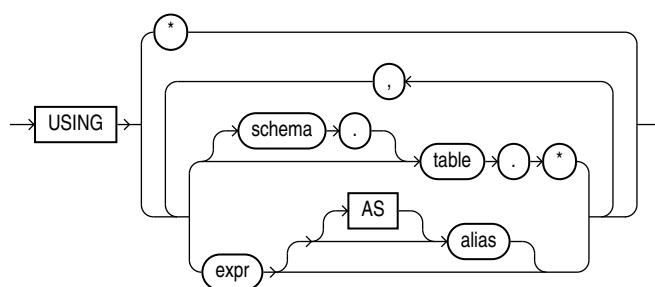 *
,
USING
schema .
table . *
AS
alias
expr